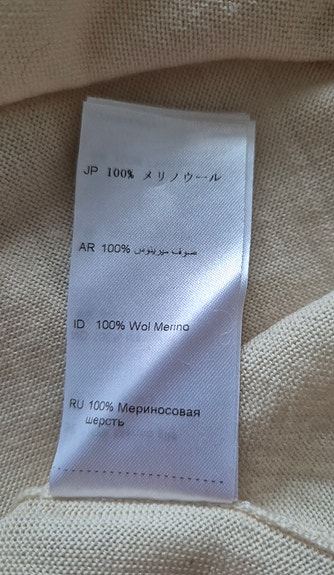 JP 100% メリノウール
AR 100% صوف ميرينوس
ID 100% Wol Merino
RU 100% Мериносовая
шерсть